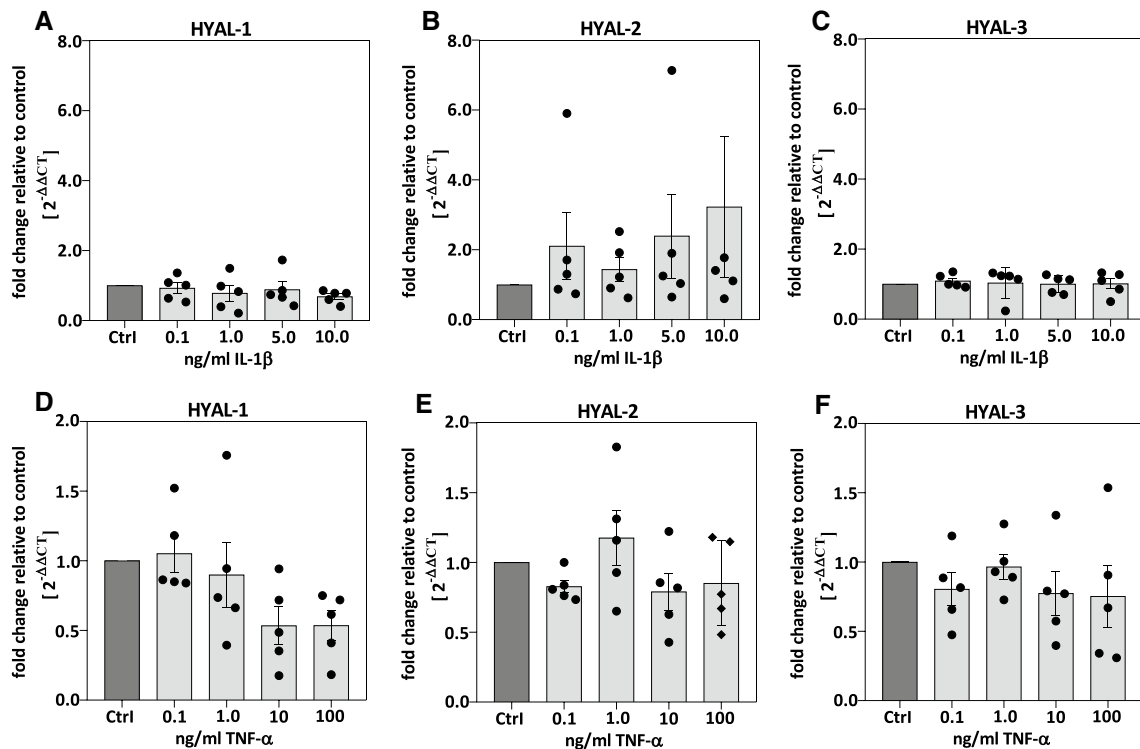 A
HYAL-1
fold change relative to control
[ 2-ΔΔCT]
8.0
6.0
4.0
2.0
0.0
Ctrl 0.1 1.0 5.0 10.0
ng/ml IL-1β
B
HYAL-2
fold change relative to control
[ 2-ΔΔCT]
8.0
6.0
4.0
2.0
0.0
Ctrl 0.1 1.0 5.0 10.0
ng/ml IL-1β
C
HYAL-3
fold change relative to control
[ 2-ΔΔCT]
8.0
6.0
4.0
2.0
0.0
Ctrl 0.1 1.0 5.0 10.0
ng/ml IL-1β
D
HYAL-1
fold change relative to control
[ 2-ΔΔCT]
2.0
1.5
1.0
0.5
0.0
Ctrl 0.1 1.0 10 100
ng/ml TNF-α
E
HYAL-2
fold change relative to control
[ 2-ΔΔCT]
2.0
1.5
1.0
0.5
0.0
Ctrl 0.1 1.0 10 100
ng/ml TNF-α
F
HYAL-3
fold change relative to control
[ 2-ΔΔCT]
2.0
1.5
1.0
0.5
0.0
Ctrl 0.1 1.0 10 100
ng/ml TNF-α